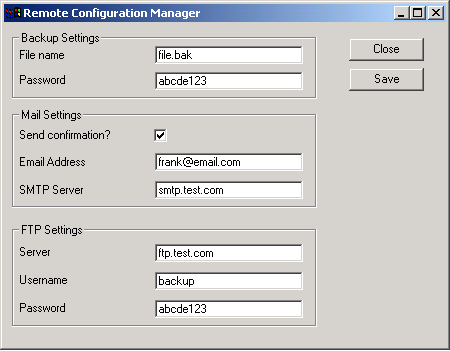 Remote Configuration Manager
Backup Settings
File name file.bak
Password abcde123
Close
Save
Mail Settings
Send confirmation?
Email Address frank@email.com
SMTP Server smtp.test.com
FTP Settings
Server ftp.test.com
Username backup
Password abcde123